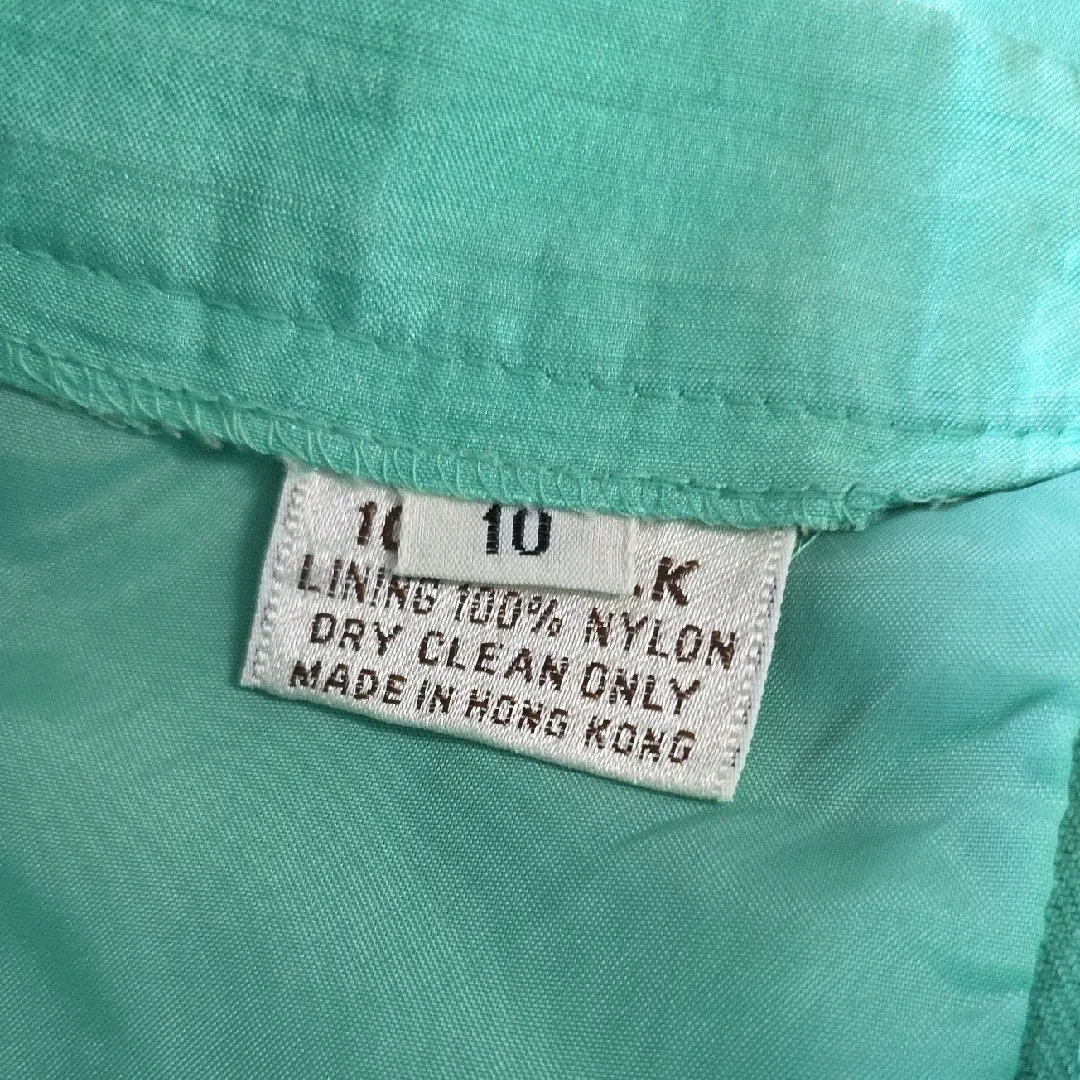 10
LINING 100% NYLON
DRY CLEAN ONLY
MADE IN HONG KONG